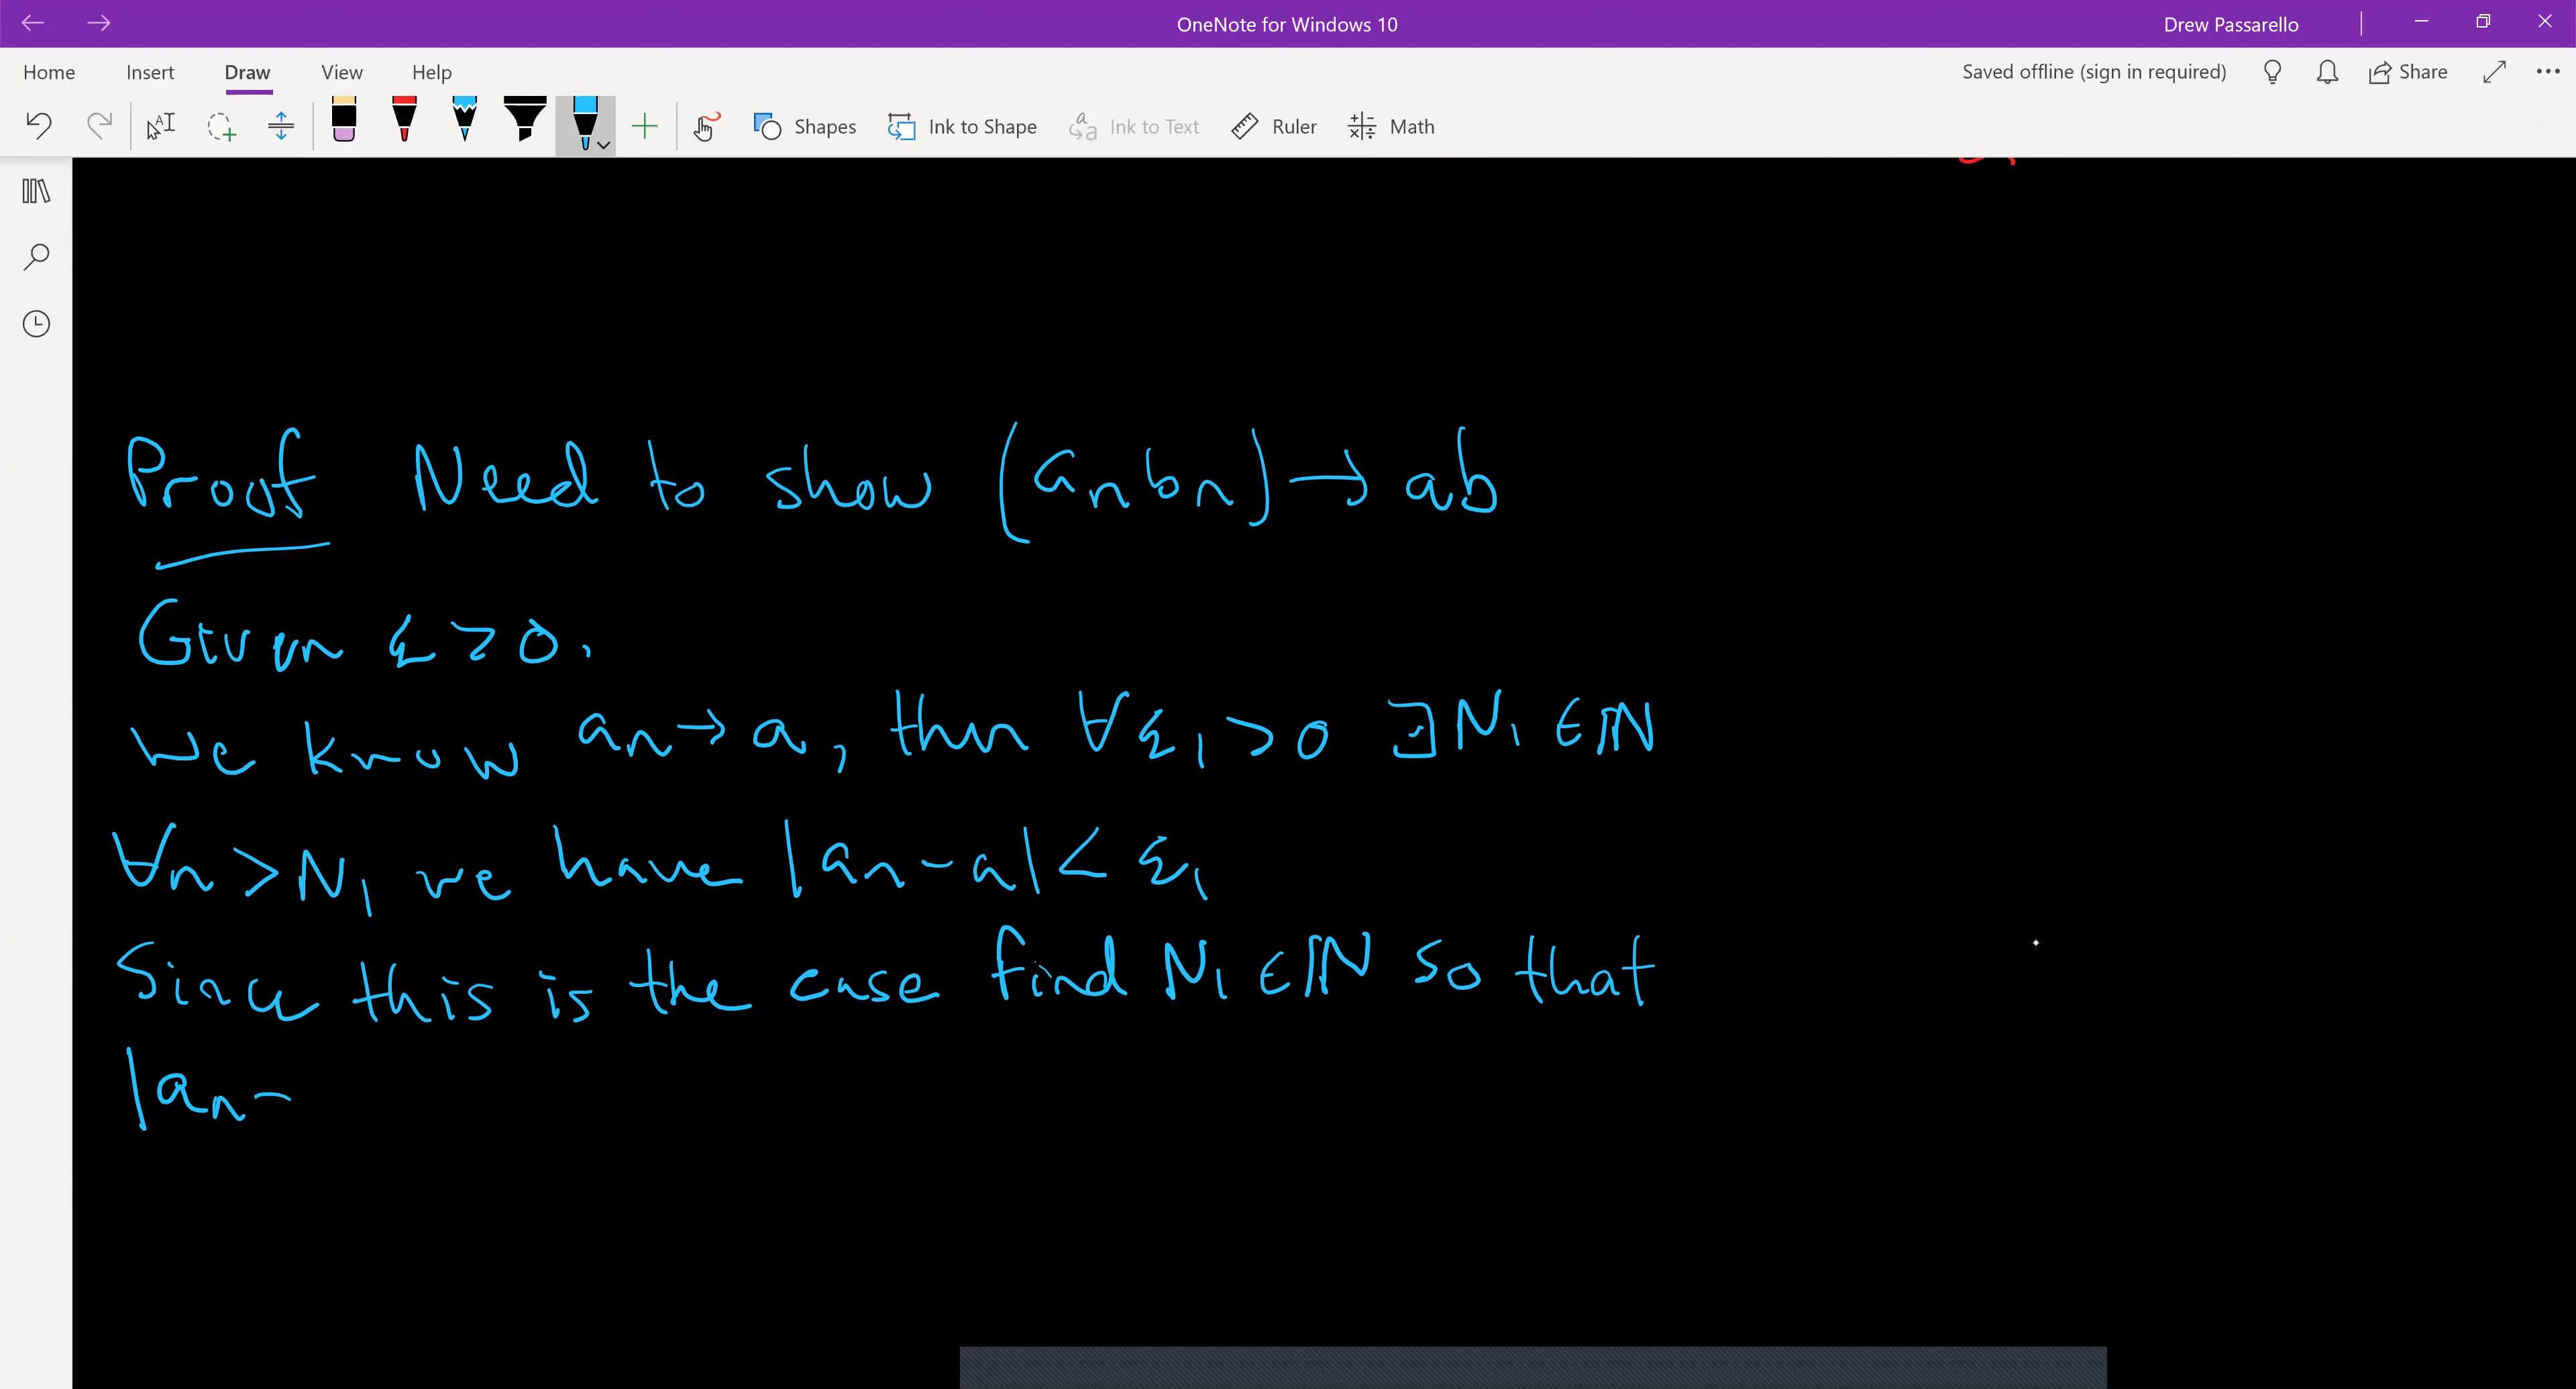 OneNote for Windows 10
Drew Passarello
Home Insert Draw View Help
Saved offline (sign in required) Share
Shapes Ink to Shape Ink to Text Ruler Math
Proof Need to show (aₙbₙ) → ab
Given ε > 0.
we know aₙ → a, then ∀ε₁ > 0 ∃N₁ ∈ ℕ
∀n > N₁ we have |aₙ - a| < ε₁
Since this is the case find N₁ ∈ ℕ so that
|aₙ -